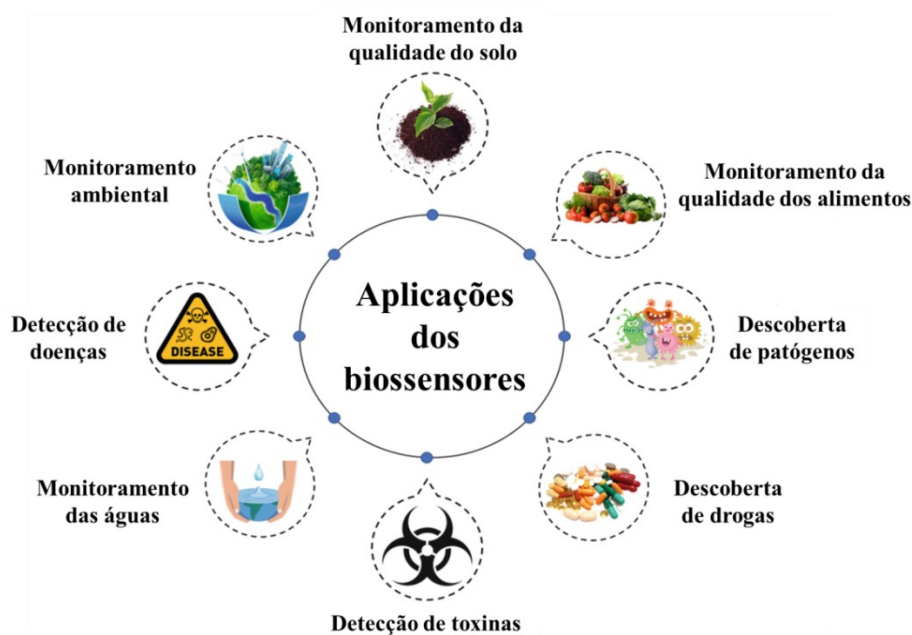 Monitoramento da
qualidade do solo
Monitoramento
ambiental
Monitoramento da
qualidade dos alimentos
Aplicações
dos
biossensores
Detecção de
doenças
DISEASE
Descoberta
de patógenos
Monitoramento
das águas
Descoberta
de drogas
Detecção de toxinas